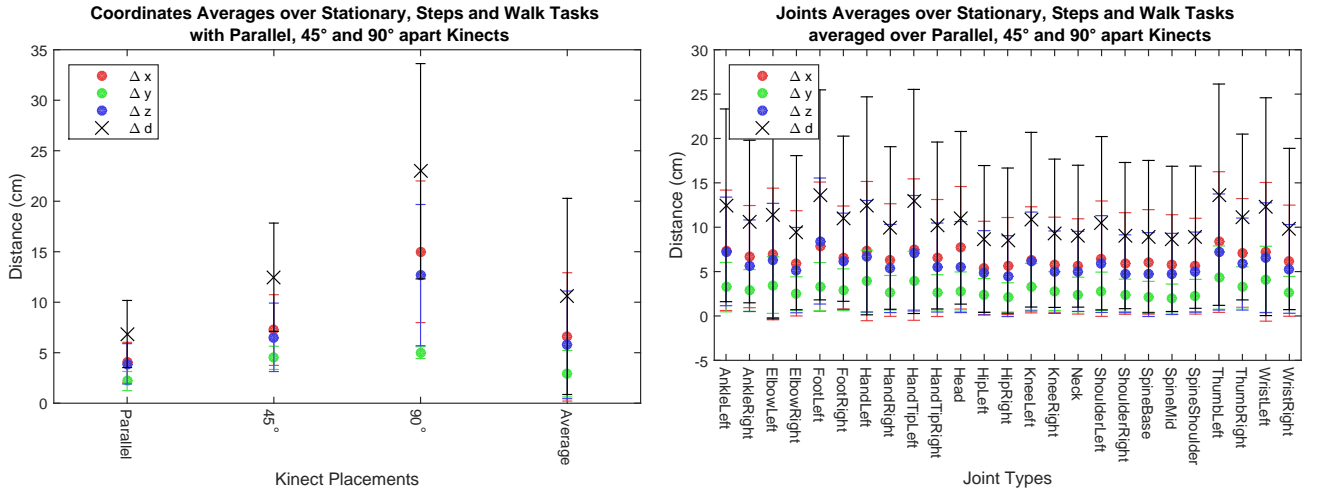 Coordinates Averages over Stationary, Steps and Walk Tasks
with Parallel, 45° and 90° apart Kinects
35
30
25
20
15
10
5
0
Distance (cm)
Δ x
Δ y
Δ z
Δ d
Parallel
45 °
90 °
Average
Kinect Placements
Joints Averages over Stationary, Steps and Walk Tasks
averaged over Parallel, 45° and 90° apart Kinects
30
25
20
15
10
5
0
-5
Distance (cm)
Δ x
Δ y
Δ z
Δ d
AnkleLeft
AnkleRight
ElbowLeft
ElbowRight
FootLeft
FootRight
HandLeft
HandRight
HandTipLeft
HandTipRight
Head
HipLeft
HipRight
KneeLeft
KneeRight
Neck
ShoulderLeft
ShoulderRight
SpineBase
SpineMid
SpineShoulder
ThumbLeft
ThumbRight
WristLeft
WristRight
Joint Types